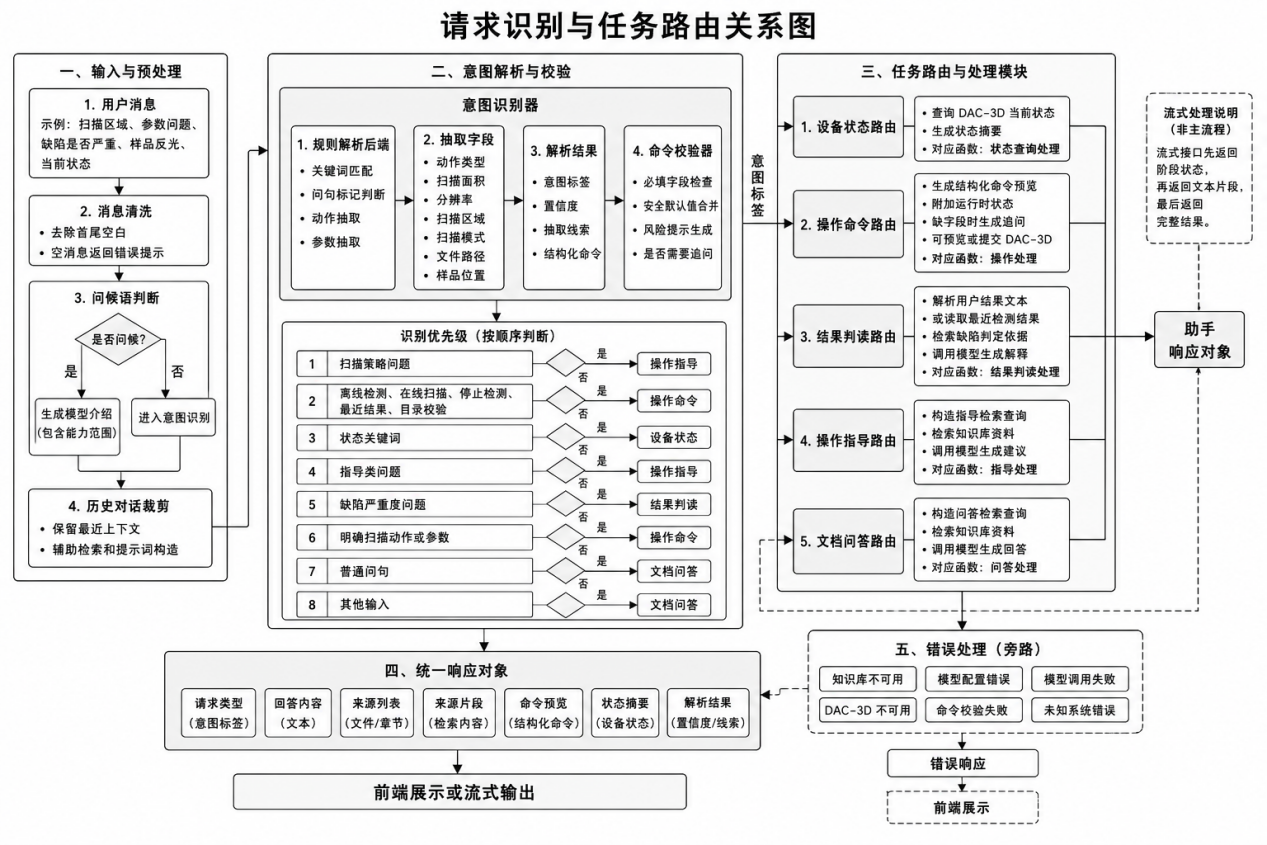 请求识别与任务路由关系图
一、输入与预处理
1. 用户消息
示例：扫描区域、参数问题、
缺陷是否严重、样品反光、
当前状态
2. 消息清洗
• 去除首尾空白
• 空消息返回错误提示
3. 问候语判断
是否问候?
是
否
生成模型介绍
(包含能力范围)
进入意图识别
4. 历史对话裁剪
• 保留最近上下文
• 辅助检索和提示词构造
二、意图解析与校验
意图识别器
1. 规则解析后端
• 关键词匹配
• 问句标记判断
• 动作抽取
• 参数抽取
2. 抽取字段
• 动作类型
• 扫描面积
• 分辨率
• 扫描区域
• 扫描模式
• 文件路径
• 样品位置
3. 解析结果
• 意图标签
• 置信度
• 抽取线索
• 结构化命令
4. 命令校验器
• 必填字段检查
• 安全默认值合并
• 风险提示生成
• 是否需要追问
识别优先级（按顺序判断）
1
扫描策略问题
是
否
操作指导
2
离线检测、在线扫描、停止检测、
最近结果、目录校验
是
否
操作命令
3
状态关键词
是
否
设备状态
4
指导类问题
是
否
操作指导
5
缺陷严重度问题
是
否
结果判读
6
明确扫描动作或参数
是
否
操作命令
7
普通问句
是
否
文档问答
8
其他输入
是
文档问答
意图标签
三、任务路由与处理模块
1. 设备状态路由
• 查询 DAC-3D 当前状态
• 生成状态摘要
• 对应函数：状态查询处理
2. 操作命令路由
• 生成结构化命令预览
• 附加运行时状态
• 缺字段时生成追问
• 可预览或提交 DAC-3D
• 对应函数：操作处理
3. 结果判读路由
• 解析用户结果文本
• 或读取最近检测结果
• 检索缺陷判定依据
• 调用模型生成解释
• 对应函数：结果判读处理
4. 操作指导路由
• 构造指导检索查询
• 检索知识库资料
• 调用模型生成建议
• 对应函数：指导处理
5. 文档问答路由
• 构造问答检索查询
• 检索知识库资料
• 调用模型生成回答
• 对应函数：问答处理
流式处理说明
（非主流程）
流式接口先返回
阶段状态，
再返回文本片段，
最后返回
完整结果。
助手
响应对象
四、统一响应对象
请求类型
（意图标签）
回答内容
（文本）
来源列表
（文件/章节）
来源片段
（检索内容）
命令预览
（结构化命令）
状态摘要
（设备状态）
解析结果
（置信度/线索）
前端展示或流式输出
五、错误处理（旁路）
知识库不可用
模型配置错误
模型调用失败
DAC-3D 不可用
命令校验失败
未知系统错误
错误响应
前端展示